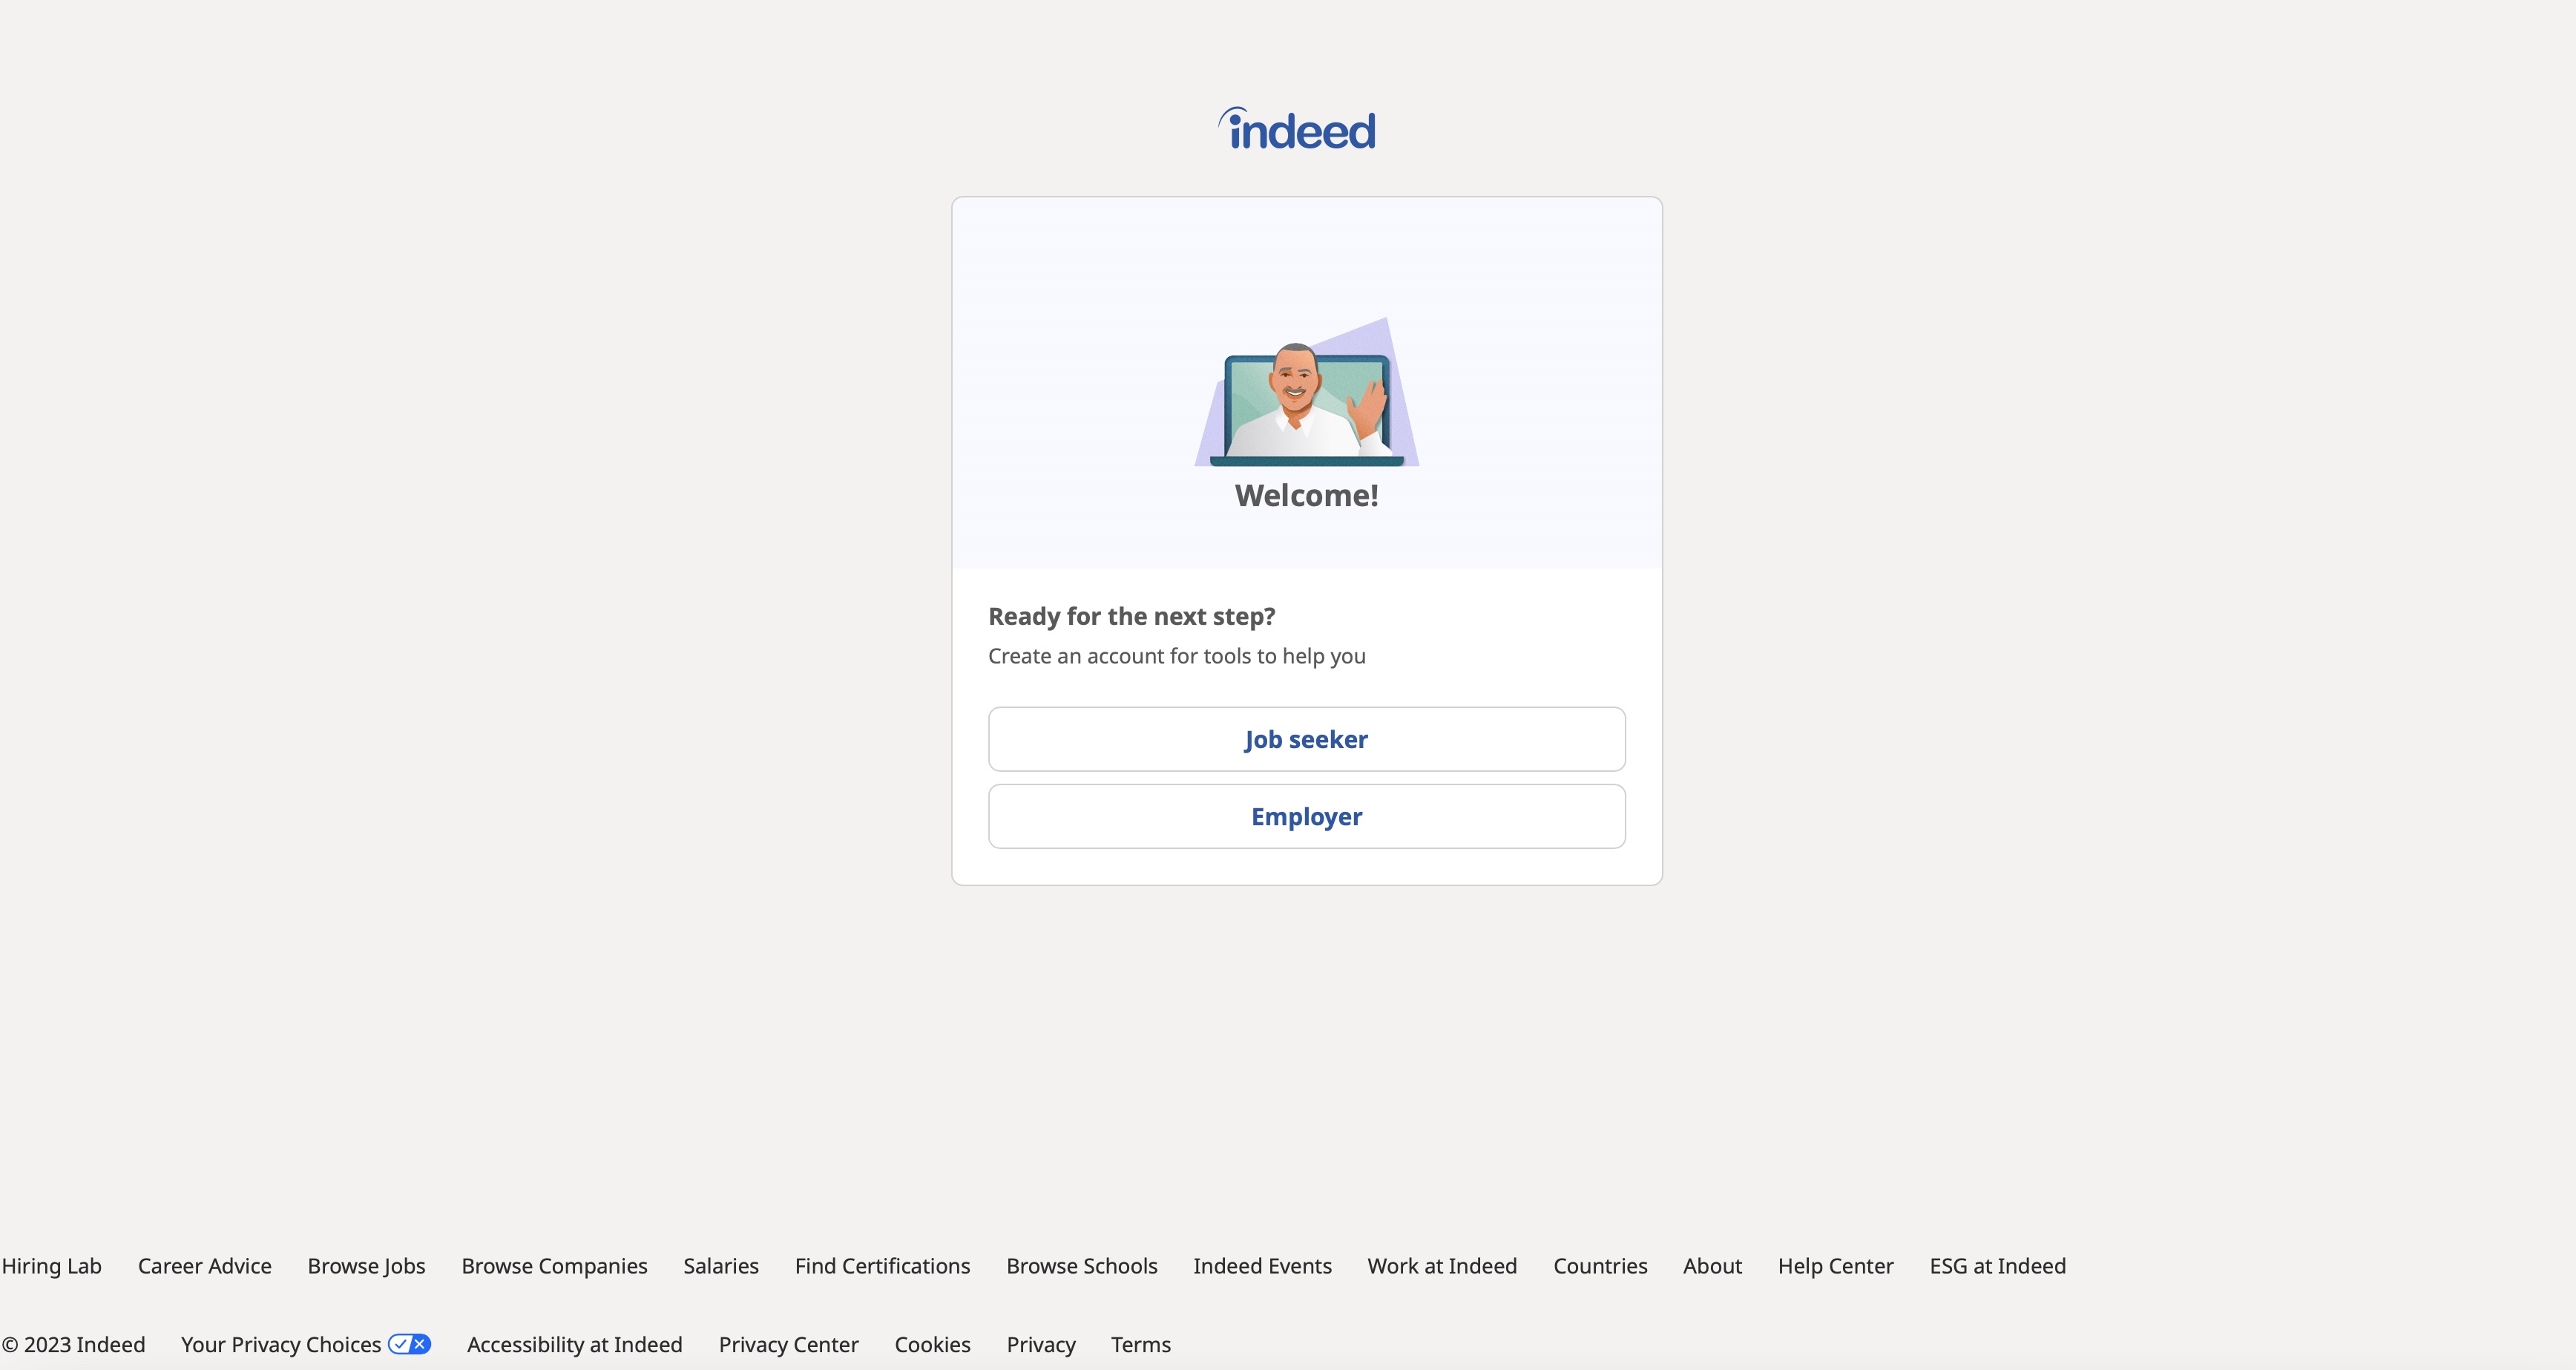 indeed
Welcome!
Ready for the next step?
Create an account for tools to help you
Job seeker
Employer
Hiring Lab Career Advice Browse Jobs Browse Companies Salaries Find Certifications Browse Schools Indeed Events Work at Indeed Countries About Help Center ESG at Indeed
© 2023 Indeed Your Privacy Choices Accessibility at Indeed Privacy Center Cookies Privacy Terms